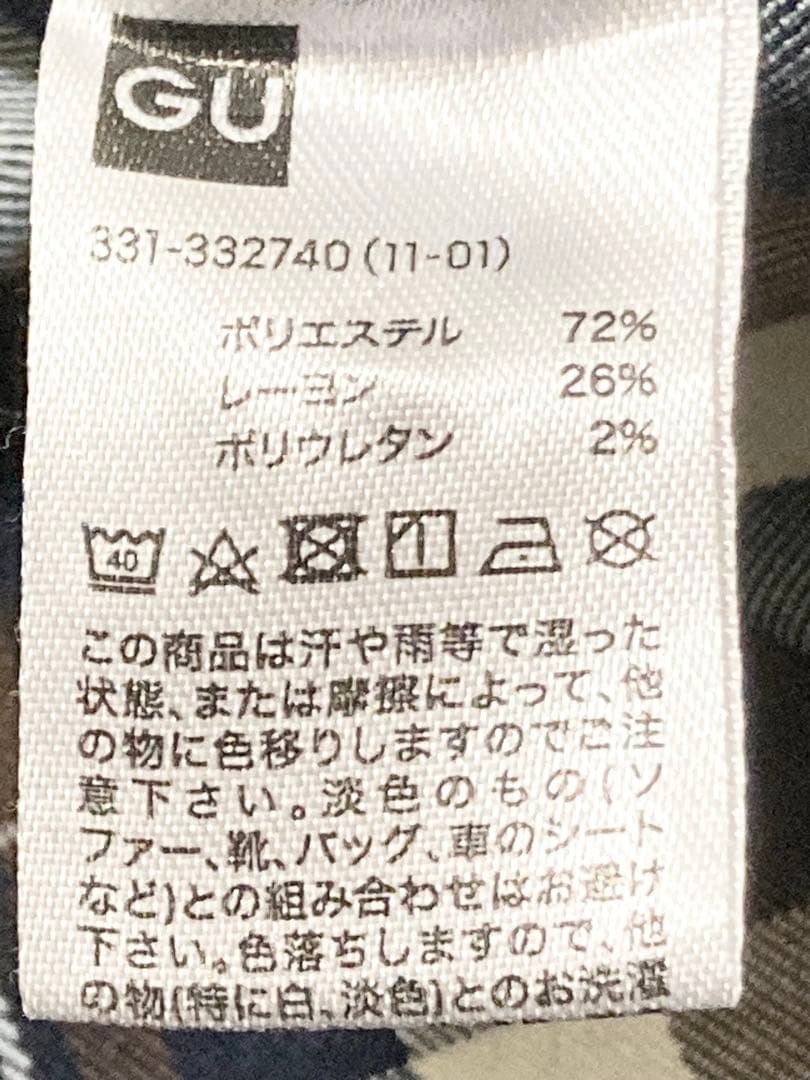 GU
331-332740 (11-01)
ポリエステル 72%
レーヨン 26%
ポリウレタン 2%
40
この商品は汗や雨等で湿った
状態、または摩擦によって、他
の物に色移りしますのでご注
意下さい。淡色のもの(ソ
ファー、靴、バッグ、車のシート
など)との組み合わせはお避け
下さい。色落ちしますので、他
の物(特に白、淡色)とのお洗濯